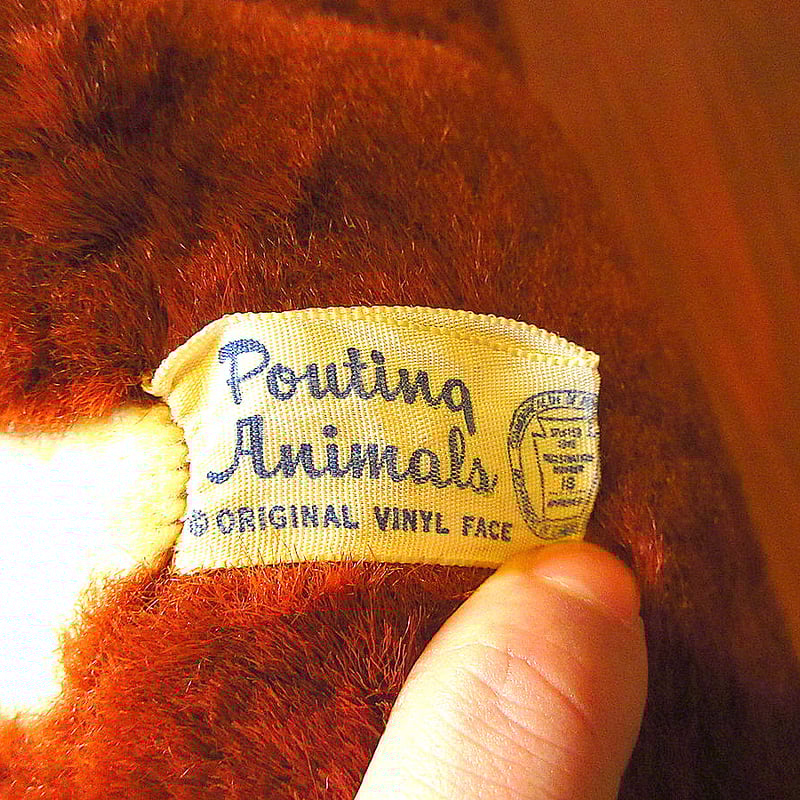 Pouting
Animals
© ORIGINAL VINYL FACE